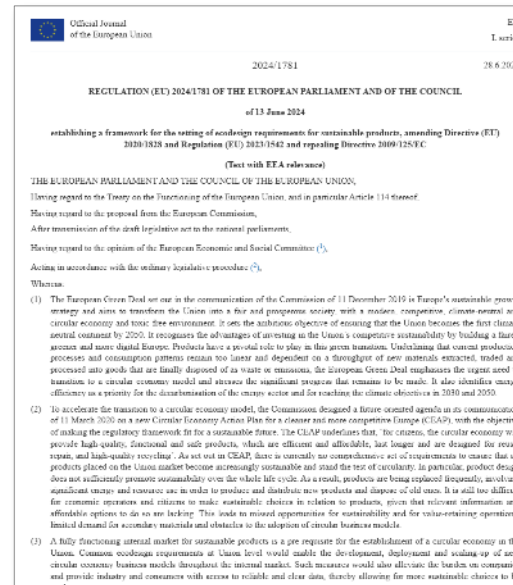 Official Journal
of the European Union
E
L seri
2024/1781
28.6.202
REGULATION (EU) 2024/1781 OF THE EUROPEAN PARLIAMENT AND OF THE COUNCIL
of 13 June 2024
establishing a framework for the setting of ecodesign requirements for sustainable products, amending Directive (EU)
2020/1828 and Regulation (EU) 2023/1542 and repealing Directive 2009/125/EC
(Text with EEA relevance)
THE EUROPEAN PARLIAMENT AND THE COUNCIL OF THE EUROPEAN UNION,
Having regard to the Treaty on the Functioning of the European Union, and in particular Article 114 thereof,
Having regard to the proposal from the European Commission,
After transmission of the draft legislative act to the national parliaments,
Having regard to the opinion of the European Economic and Social Committee (1),
Acting in accordance with the ordinary legislative procedure (2),
Whereas:
(1) The European Green Deal set out in the communication of the Commission of 11 December 2019 is Europe's sustainable grow
strategy and aims to transform the Union into a fair and prosperous society, with a modern, competitive, climate-neutral a
circular economy and toxic free environment. It sets the ambitious objective of ensuring that the Union becomes the first clima
neutral continent by 2050. It recognises the advantages of investing in the Union's competitive sustainability by building a faire
greener and more digital Europe. Products have a pivotal role to play in this green transition. Underlining that current productio
processes and consumption patterns remain too linear and dependent on a throughput of new materials extracted, traded a
processed into goods that are finally disposed of as waste or emissions, the European Green Deal emphasises the urgent need
transition to a circular economy model and stresses the significant progress that remains to be made. It also identifies energ
efficiency as a priority for the decarbonisation of the energy sector and for reaching the climate objectives in 2030 and 2050.
(2) To accelerate the transition to a circular economy model, the Commission designed a future oriented agenda in its communicatio
of 11 March 2020 on a new Circular Economy Action Plan for a cleaner and more competitive Europe (CEAP), with the objectiv
of making the regulatory framework fit for a sustainable future. The CEAP underlines that, 'for citizens, the circular economy w
provide high-quality, functional and safe products, which are efficient and affordable, last longer and are designed for reus
repair, and high-quality recycling'. As set out in CEAP, there is currently no comprehensive set of requirements to ensure that a
products placed on the Union market become increasingly sustainable and stand the test of circularity. In particular, product desig
does not sufficiently promote sustainability over the whole life cycle. As a result, products are being replaced frequently, involvin
significant energy and resource use in order to produce and distribute new products and dispose of old ones. It is still too difficu
for economic operators and citizens to make sustainable choices in relation to products, given that relevant information an
affordable options to do so are lacking. This leads to missed opportunities for sustainability and for value-retaining operation
limited demand for secondary materials and obstacles to the adoption of circular business models.
(3) A fully functioning internal market for sustainable products is a pre requisite for the establishment of a circular economy in th
Union. Common ecodesign requirements at Union level would enable the development, deployment and scaling-up of ne
circular economy business models throughout the internal market. Such measures would also alleviate the burden on compani
and provide industry and consumers with access to reliable and clear data, thereby allowing for more sustainable choices to